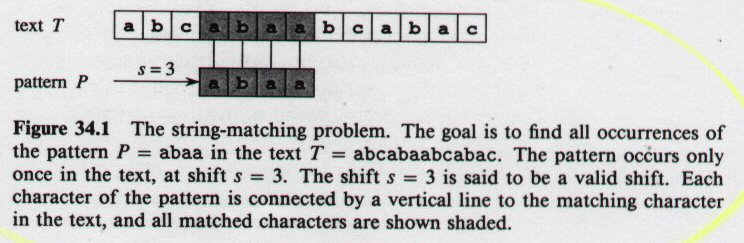 text T a b c a b a a b c a b a c
s = 3
pattern P a b a a
Figure 34.1 The string-matching problem. The goal is to find all occurrences of
the pattern P = abaa in the text T = abcabaabcabac. The pattern occurs only
once in the text, at shift s = 3. The shift s = 3 is said to be a valid shift. Each
character of the pattern is connected by a vertical line to the matching character
in the text, and all matched characters are shown shaded.